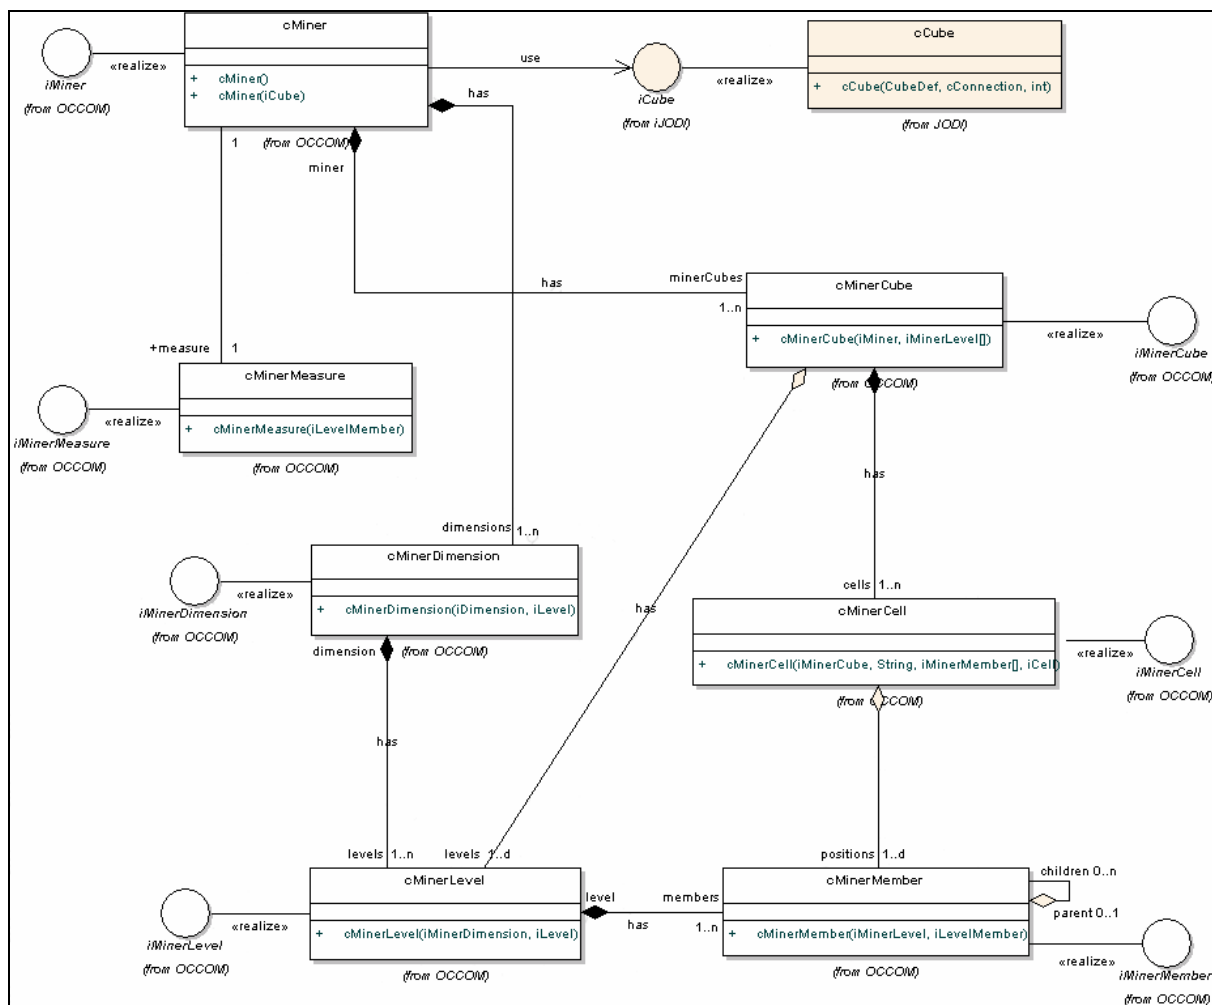 cMiner
+ cMiner()
+ cMiner(iCube)
(from OCCOM)
«realize»
iMiner
(from OCCOM)
use
iCube
(from iJODI)
«realize»
cCube
+ cCube(CubeDef, cConnection, int)
(from JODI)
has
1
miner
has
minerCubes
1..n
cMinerCube
+ cMinerCube(iMiner, iMinerLevel[])
(from OCCOM)
«realize»
iMinerCube
(from OCCOM)
+measure
1
cMinerMeasure
+ cMinerMeasure(iLevelMember)
(from OCCOM)
«realize»
iMinerMeasure
(from OCCOM)
has
dimensions
1..n
cMinerDimension
+ cMinerDimension(iDimension, iLevel)
dimension
(from OCCOM)
«realize»
iMinerDimension
(from OCCOM)
has
cells
1..n
cMinerCell
+ cMinerCell(iMinerCube, String, iMinerMember[], iCell)
(from OCCOM)
«realize»
iMinerCell
(from OCCOM)
has
levels 1..n
levels 1..d
positions 1..d
cMinerLevel
+ cMinerLevel(iMinerDimension, iLevel)
(from OCCOM)
«realize»
iMinerLevel
(from OCCOM)
level
has
members
1..n
cMinerMember
+ cMinerMember(iMinerLevel, iLevelMember)
(from OCCOM)
children 0..n
parent 0..1
«realize»
iMinerMember
(from OCCOM)